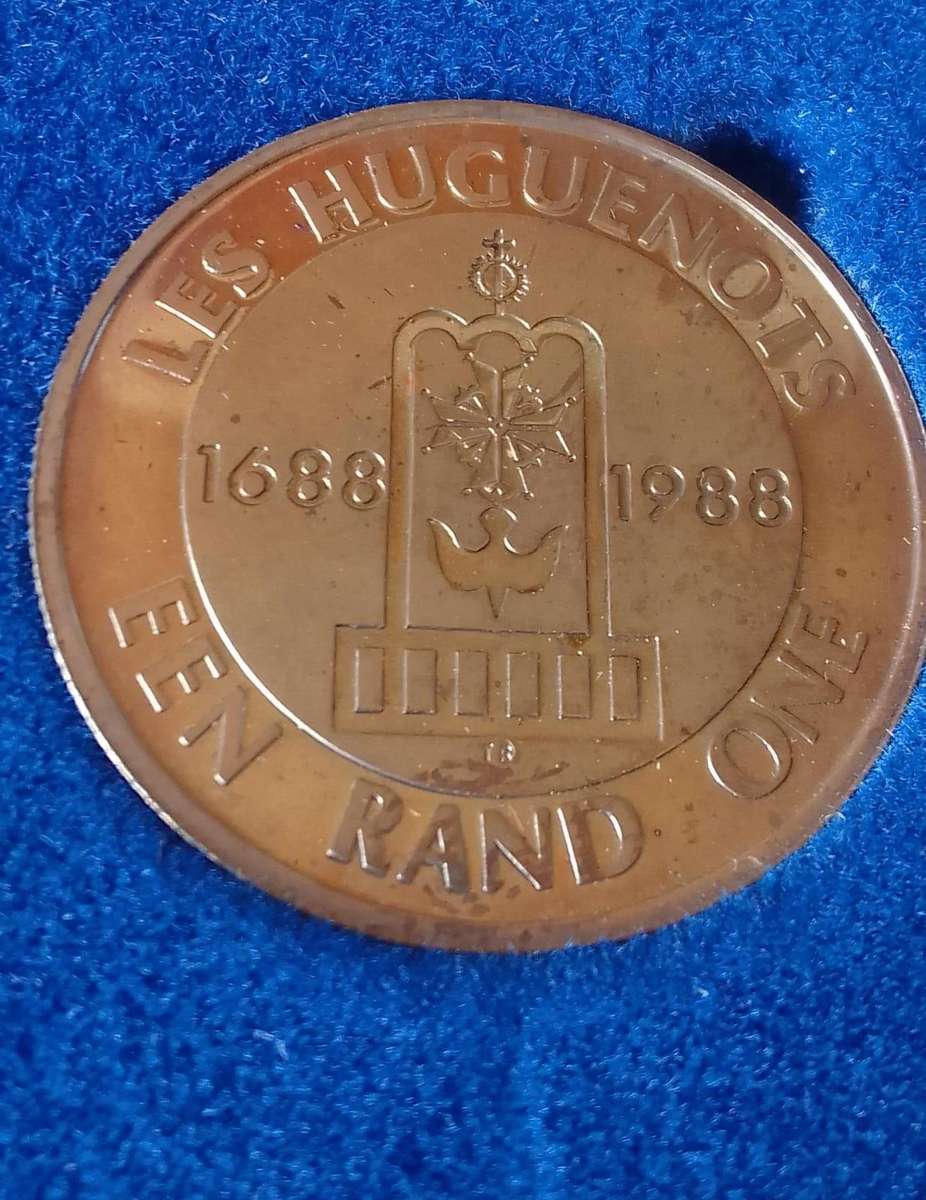 LES HUGUENOTS
1688 1988
EEN RAND ONE